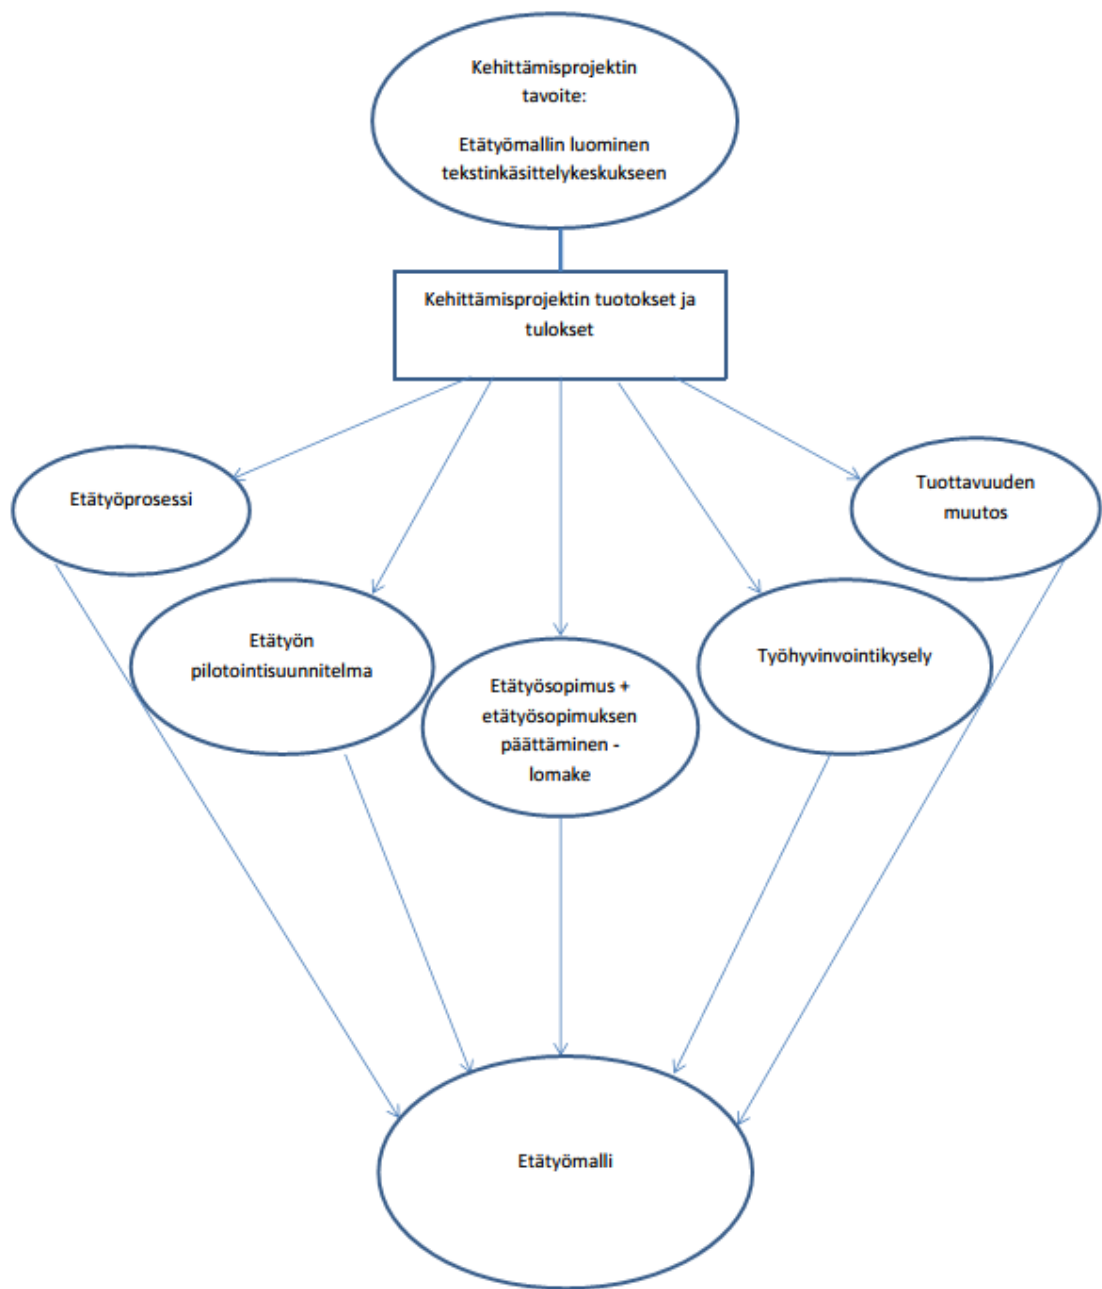 Kehittämisprojektin
tavoite:
Etätyömallin luominen
tekstinkäsittelykeskukseen
Kehittämisprojektin tuotokset ja
tulokset
Etätyöprosessi
Tuottavuuden
muutos
Etätyön
pilotointisuunnitelma
Etätyösopimus +
etätyösopimuksen
päättäminen -
lomake
Työhyvinvointikysely
Etätyömalli